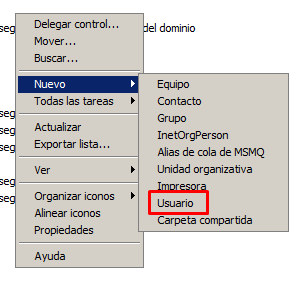 Delegar control...
seg
del dominio
Mover...
Buscar...
Nuevo
Todas las tareas
seg
Actualizar
seg
Exportar lista...
seg
Ver
seg
Organizar iconos
seg
Alinear iconos
Propiedades
Ayuda
Equipo
Contacto
Grupo
InetOrgPerson
Alias de cola de MSMQ
Unidad organizativa
Impresora
Usuario
Carpeta compartida